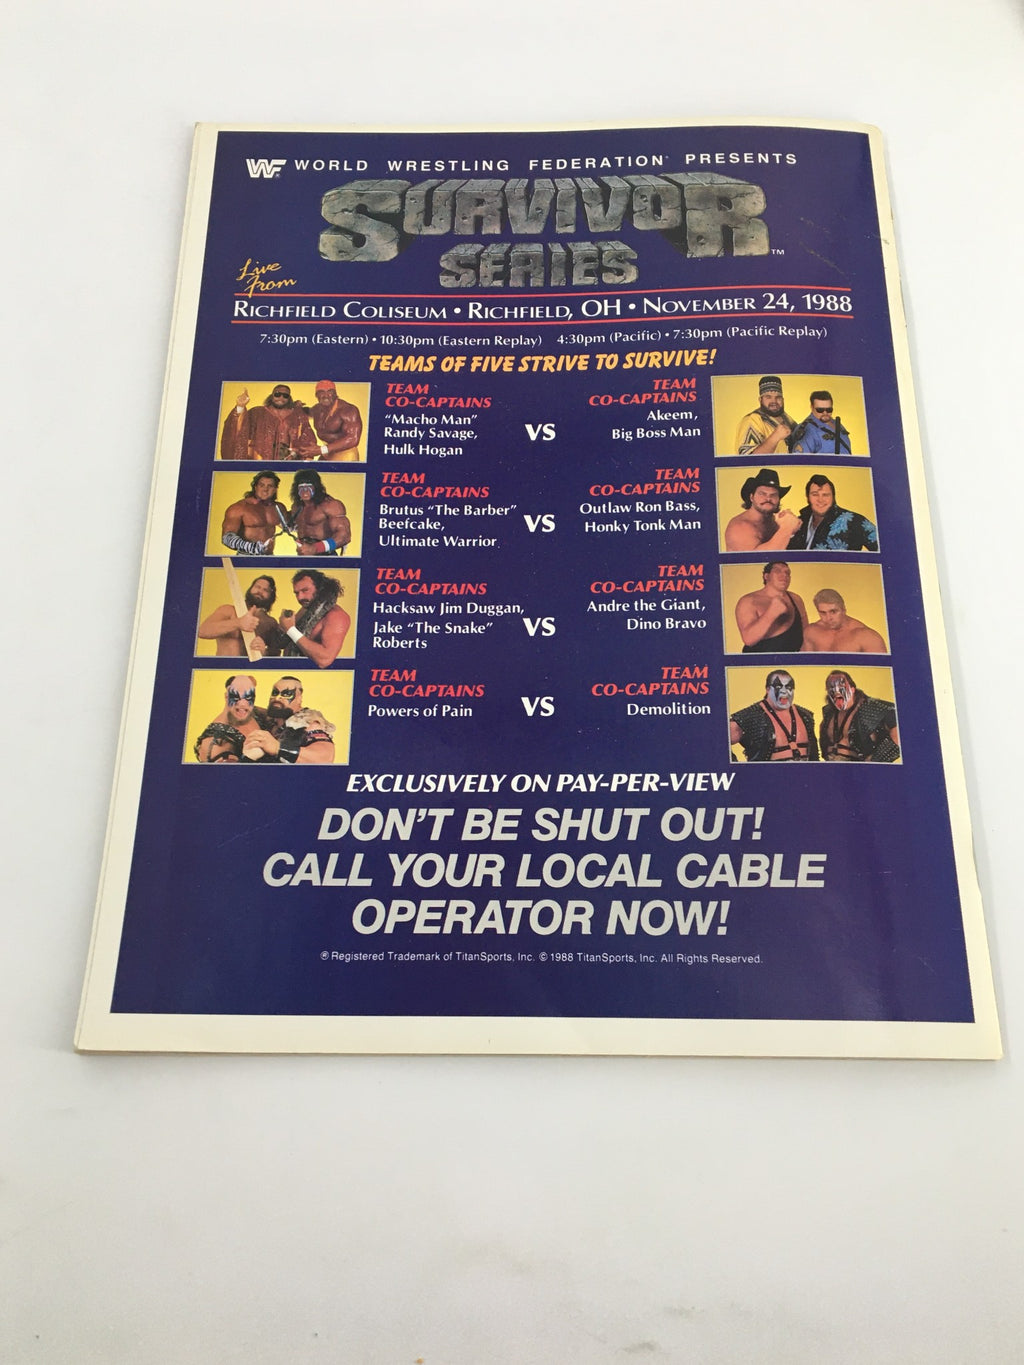 WF WORLD WRESTLING FEDERATION® PRESENTS
SURVIVOR
SERIES™
Live
from
RICHFIELD COLISEUM • RICHFIELD, OH • NOVEMBER 24, 1988
7:30pm (Eastern) • 10:30pm (Eastern Replay) 4:30pm (Pacific) • 7:30pm (Pacific Replay)
TEAMS OF FIVE STRIVE TO SURVIVE!
TEAM
CO-CAPTAINS
"Macho Man"
Randy Savage,
Hulk Hogan
VS
TEAM
CO-CAPTAINS
Akeem,
Big Boss Man
TEAM
CO-CAPTAINS
Brutus "The Barber"
Beefcake,
Ultimate Warrior
VS
TEAM
CO-CAPTAINS
Outlaw Ron Bass,
Honky Tonk Man
TEAM
CO-CAPTAINS
Hacksaw Jim Duggan,
Jake "The Snake"
Roberts
VS
TEAM
CO-CAPTAINS
Andre the Giant,
Dino Bravo
TEAM
CO-CAPTAINS
Powers of Pain
VS
TEAM
CO-CAPTAINS
Demolition
EXCLUSIVELY ON PAY-PER-VIEW
DON'T BE SHUT OUT!
CALL YOUR LOCAL CABLE
OPERATOR NOW!
® Registered Trademark of TitanSports, Inc. © 1988 TitanSports, Inc. All Rights Reserved.